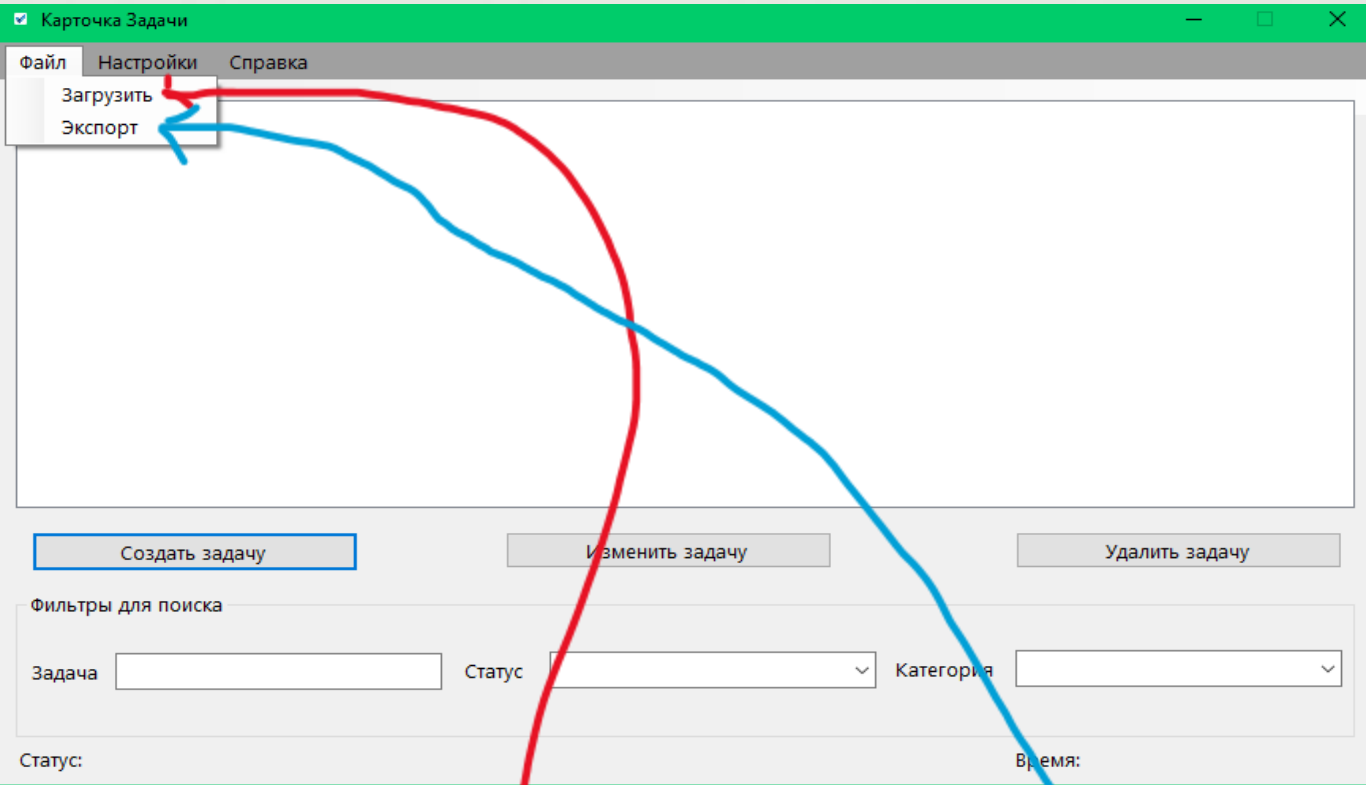 Карточка Задачи
Файл Настройки Справка
Загрузить
Экспорт
Создать задачу Изменить задачу Удалить задачу
Фильтры для поиска
Задача Статус Категория
Статус: Время: